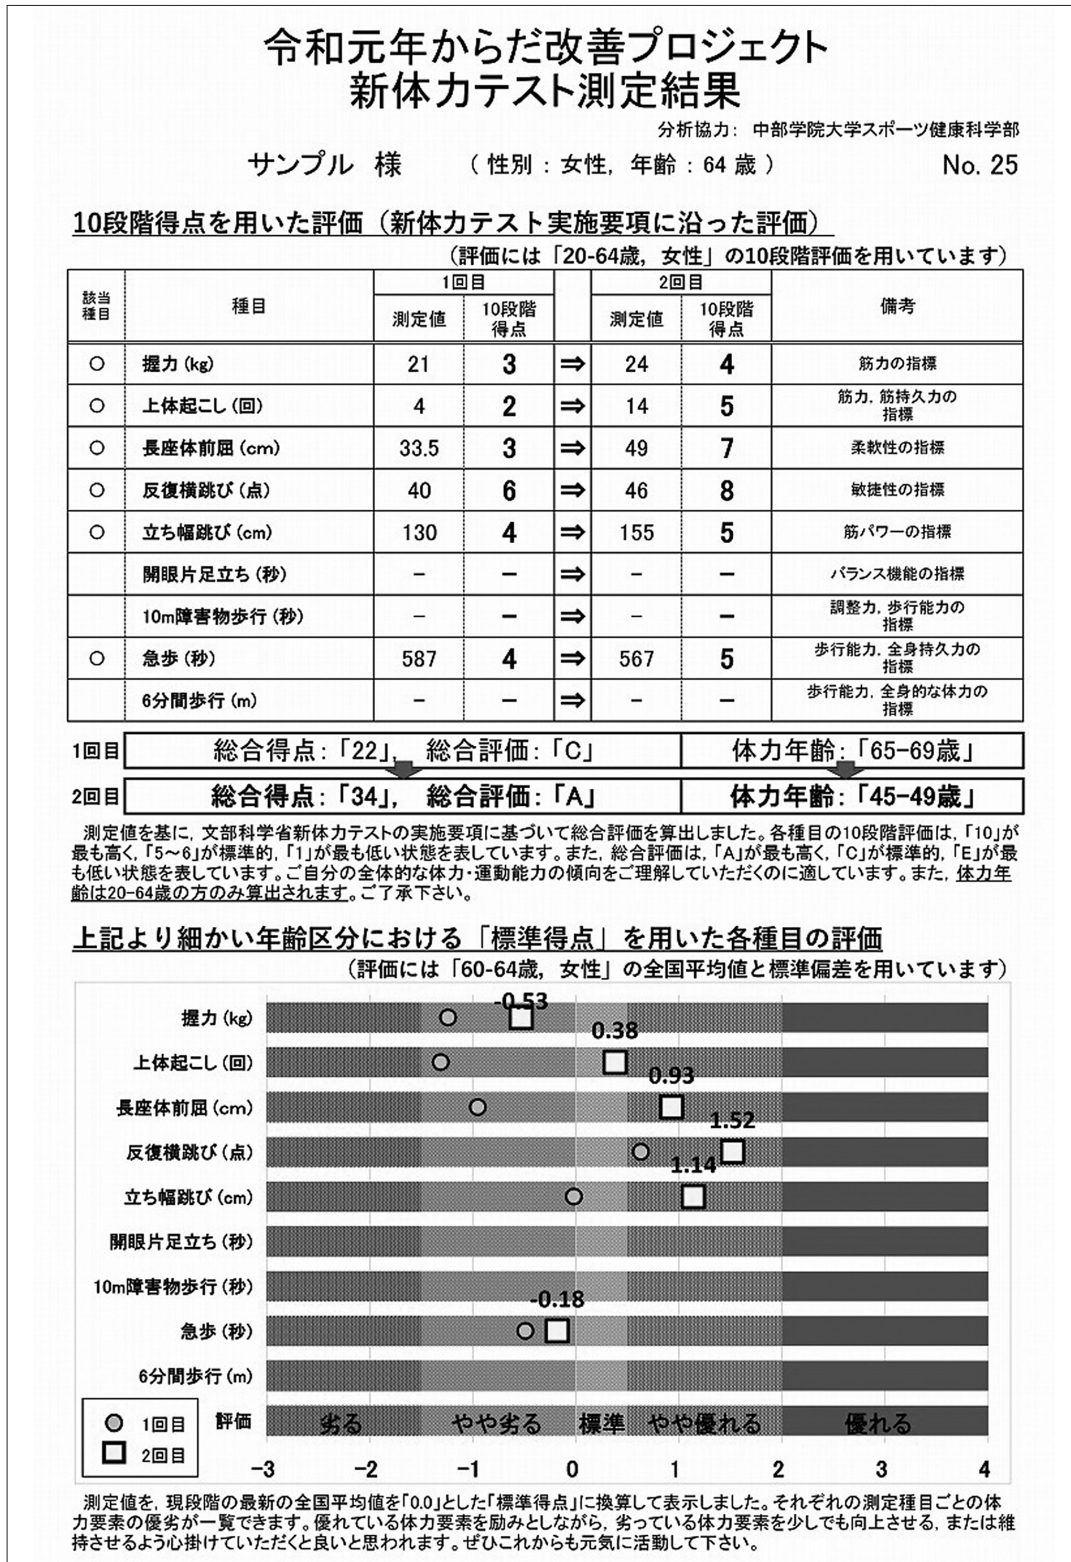 令和元年からだ改善プロジェクト
新体力テスト測定結果
分析協力: 中部学院大学スポーツ健康科学部
サンプル 様 （ 性別 : 女性, 年齢 : 64 歳 ） No. 25
10段階得点を用いた評価（新体力テスト実施要項に沿った評価）
（評価には「20-64歳, 女性」の10段階評価を用いています）
該当種目 種目 1回目 2回目 備考
測定値 10段階得点 測定値 10段階得点
○ 握力(kg) 21 3 ⇒ 24 4 筋力の指標
○ 上体起こし(回) 4 2 ⇒ 14 5 筋力, 筋持久力の指標
○ 長座体前屈(cm) 33.5 3 ⇒ 49 7 柔軟性の指標
○ 反復横跳び(点) 40 6 ⇒ 46 8 敏捷性の指標
○ 立ち幅跳び(cm) 130 4 ⇒ 155 5 筋パワーの指標
開眼片足立ち(秒) － － ⇒ － － バランス機能の指標
10m障害物歩行(秒) － － ⇒ － － 調整力, 歩行能力の指標
○ 急歩(秒) 587 4 ⇒ 567 5 歩行能力, 全身持久力の指標
6分間歩行(m) － － ⇒ － － 歩行能力, 全身的な体力の指標
1回目 総合得点:「22」, 総合評価:「C」 体力年齢:「65-69歳」
2回目 総合得点:「34」, 総合評価:「A」 体力年齢:「45-49歳」
測定値を基に, 文部科学省新体力テストの実施要項に基づいて総合評価を算出しました。各種目の10段階評価は,「10」が
最も高く,「5～6」が標準的,「1」が最も低い状態を表しています。また, 総合評価は,「A」が最も高く,「C」が標準的,「E」が最
も低い状態を表しています。ご自分の全体的な体力・運動能力の傾向をご理解していただくのに適しています。また, 体力年
齢は20-64歳の方のみ算出されます。ご了承下さい。
上記より細かい年齢区分における「標準得点」を用いた各種目の評価
（評価には「60-64歳, 女性」の全国平均値と標準偏差を用いています）
握力(kg) -0.53
上体起こし(回) 0.38
長座体前屈(cm) 0.93
反復横跳び(点) 1.52
立ち幅跳び(cm) 1.14
開眼片足立ち(秒)
10m障害物歩行(秒)
急歩(秒) -0.18
6分間歩行(m)
評価 劣る やや劣る 標準 やや優れる 優れる
1回目
2回目
-3 -2 -1 0 1 2 3 4
測定値を, 現段階の最新の全国平均値を「0.0」とした「標準得点」に換算して表示しました。それぞれの測定種目ごとの体
力要素の優劣が一覧できます。優れている体力要素を励みとしながら, 劣っている体力要素を少しでも向上させる, または維
持させるよう心掛けていただくと良いと思われます。ぜひこれからも元気に活動して下さい。